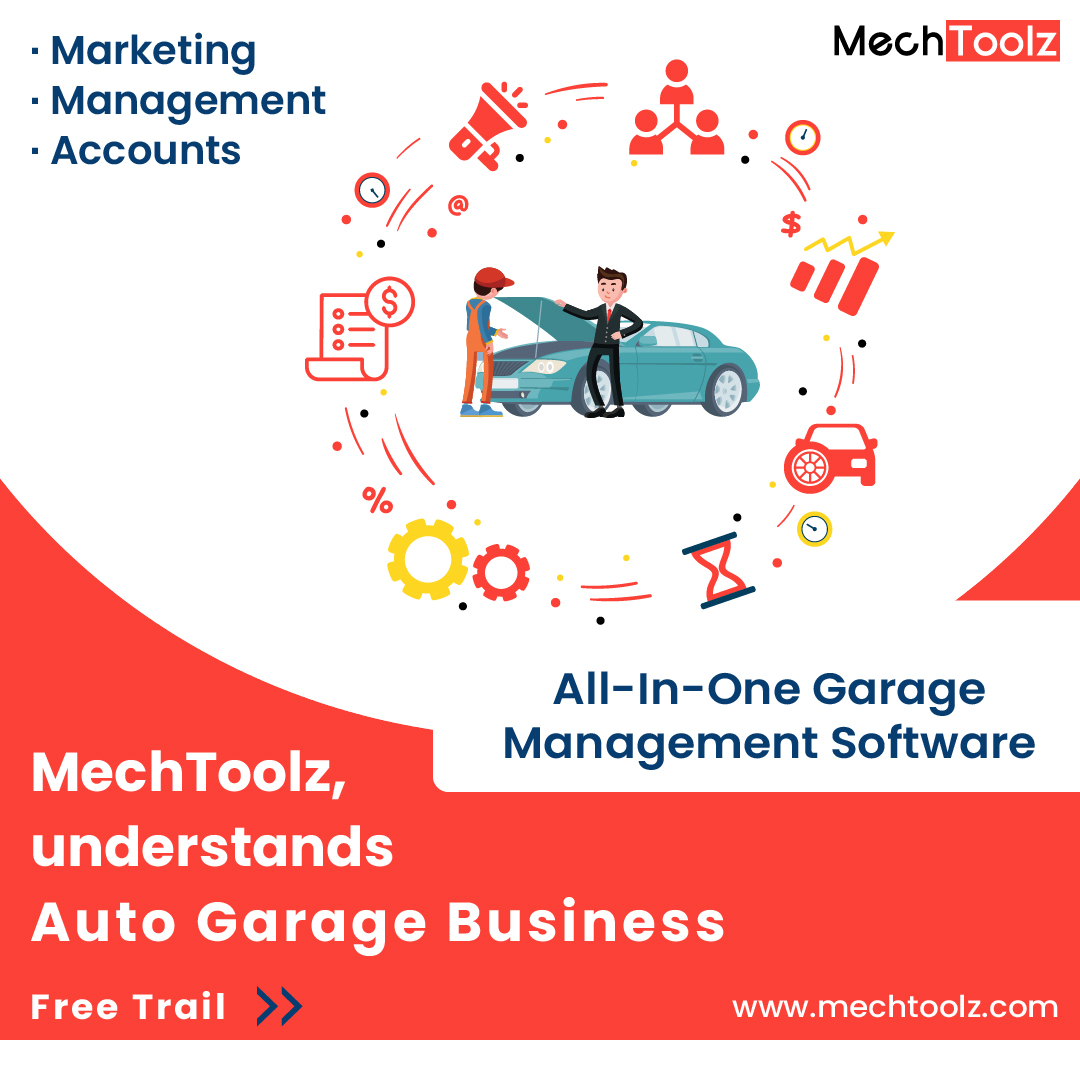 · Marketing
· Management
· Accounts
MechToolz
@
$
$
%
All-In-One Garage
Management Software
MechToolz,
understands
Auto Garage Business
Free Trail
www.mechtoolz.com